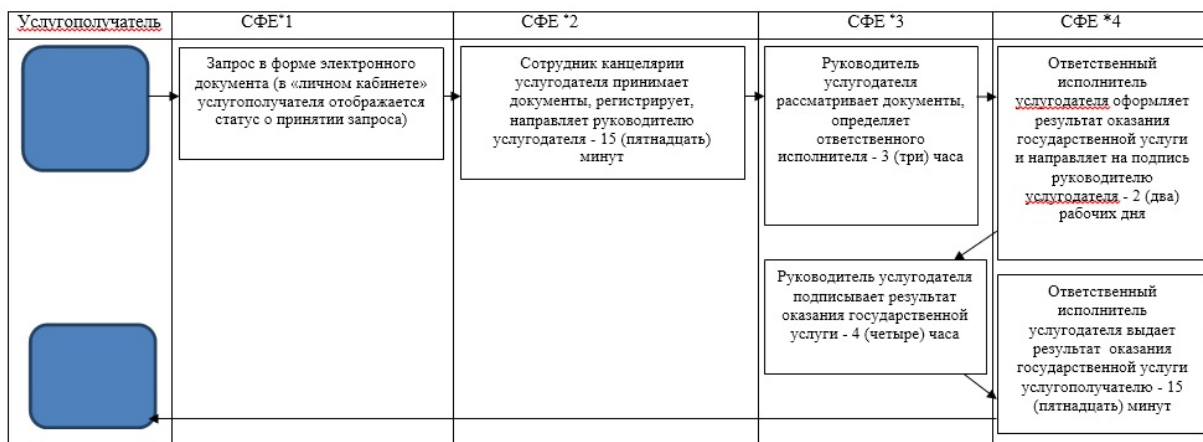 Услугополучатель
СФЕ*1
СФЕ *2
СФЕ *3
СФЕ *4
Запрос в форме электронного
документа (в «личном кабинете»
услугополучателя отображается
статус о принятии запроса)
Сотрудник канцелярии
услугодателя принимает
документы, регистрирует,
направляет руководителю
услугодателя - 15 (пятнадцать)
минут
Руководитель
услугодателя
рассматривает документы,
определяет
ответственного
исполнителя - 3 (три) часа
Ответственный
исполнитель
услугодателя оформляет
результат оказания
государственной услуги
и направляет на подпись
руководителю
услугодателя - 2 (два)
рабочих дня
Руководитель услугодателя
подписывает результат
оказания государственной
услуги - 4 (четыре) часа
Ответственный
исполнитель
услугодателя выдает
результат оказания
государственной услуги
услугополучателю - 15
(пятнадцать) минут